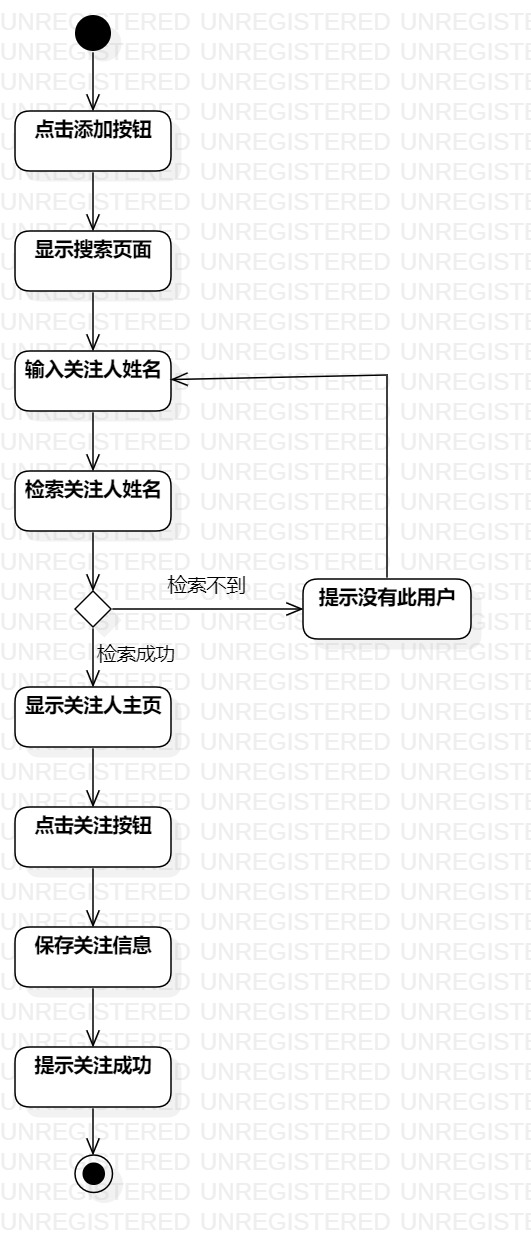 点击添加按钮
显示搜索页面
输入关注人姓名
检索关注人姓名
检索不到
提示没有此用户
检索成功
显示关注人主页
点击关注按钮
保存关注信息
提示关注成功
UNREGISTERED